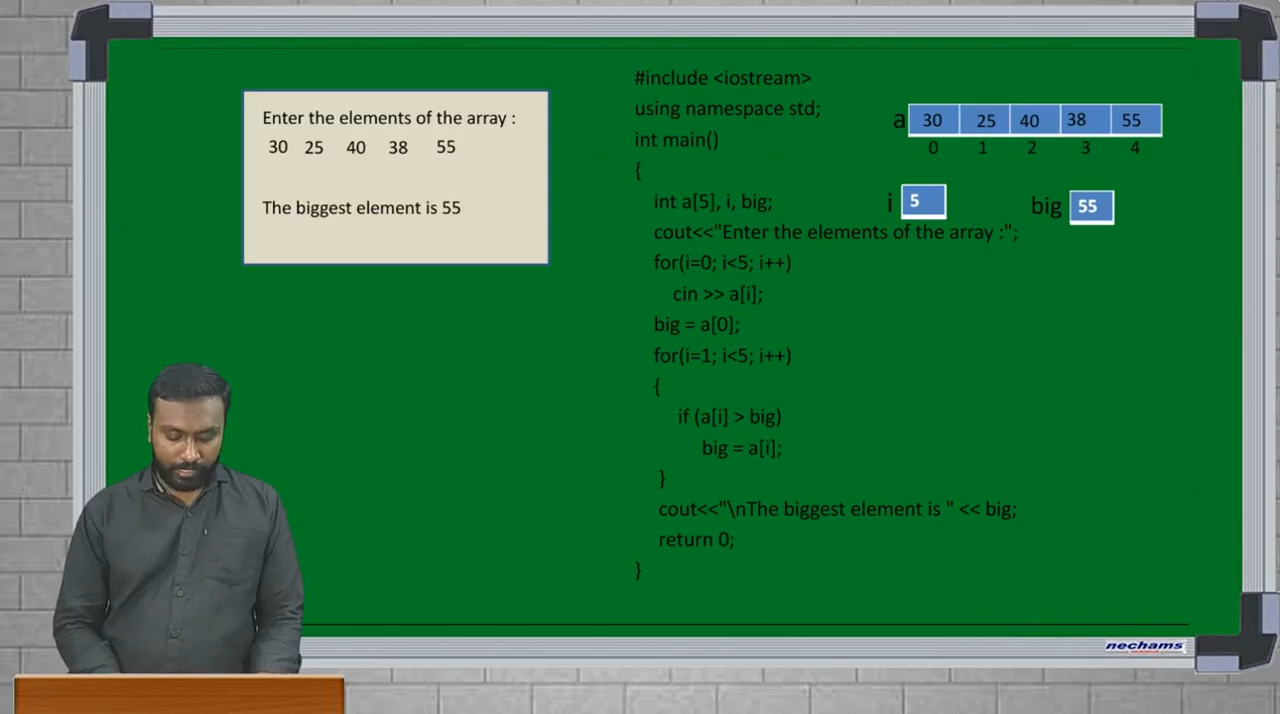 Enter the elements of the array :
30 25 40 38 55
The biggest element is 55
#include <iostream>
using namespace std;
int main()
{
int a[5], i, big;
cout<<"Enter the elements of the array :";
for(i=0; i<5; i++)
cin >> a[i];
big = a[0];
for(i=1; i<5; i++)
{
if (a[i] > big)
big = a[i];
}
cout<<"\nThe biggest element is " << big;
return 0;
}
a 30 25 40 38 55
0 1 2 3 4
i 5
big 55
nechams